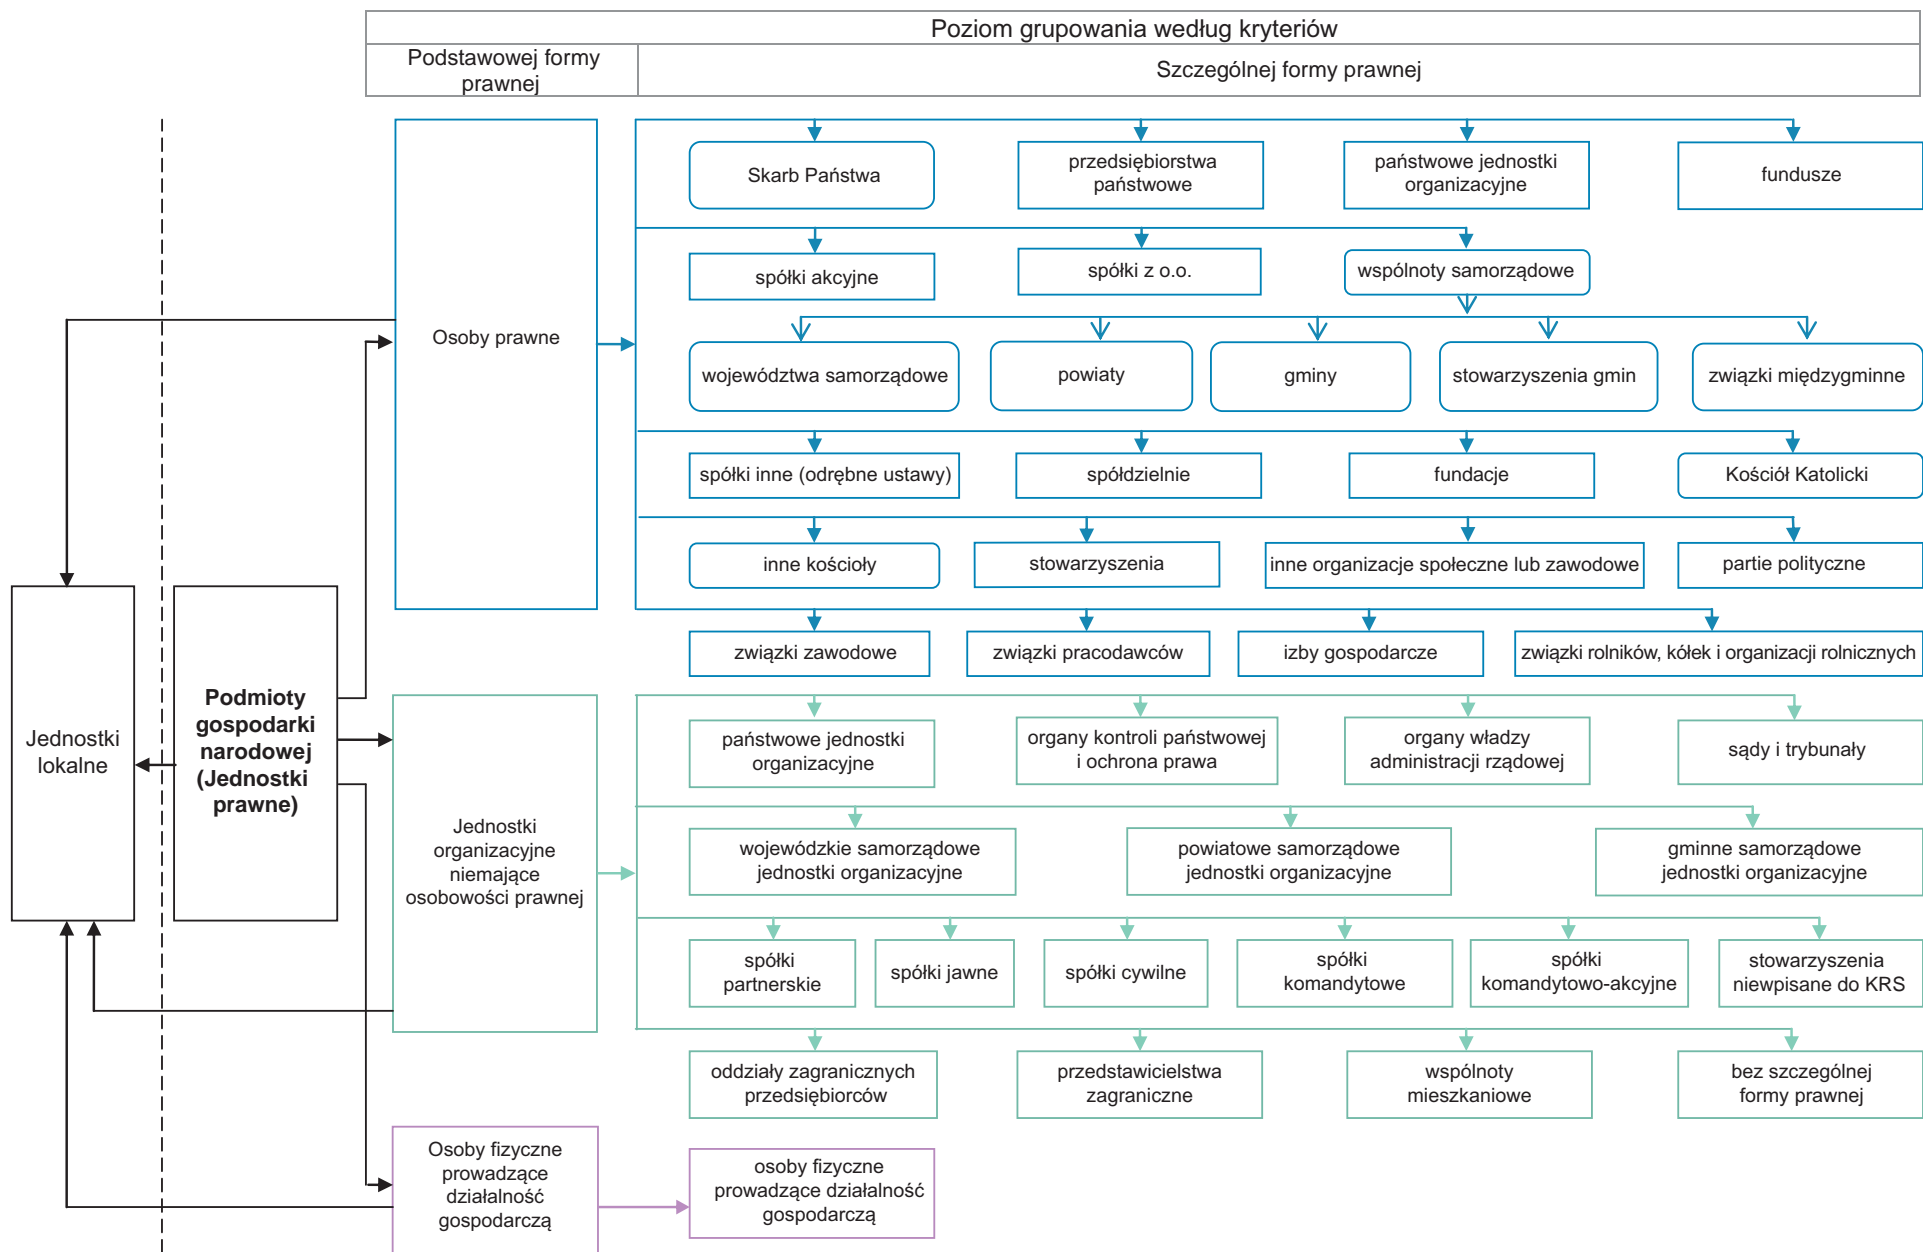 Poziom grupowania według kryteriów
Podstawowej formy
prawnej
Szczególnej formy prawnej
Skarb Państwa
przedsiębiorstwa
państwowe
państwowe jednostki
organizacyjne
fundusze
spółki akcyjne
spółki z o.o.
wspólnoty samorządowe
Osoby prawne
województwa samorządowe
powiaty
gminy
stowarzyszenia gmin
związki międzygminne
spółki inne (odrębne ustawy)
spółdzielnie
fundacje
Kościół Katolicki
inne kościoły
stowarzyszenia
inne organizacje społeczne lub zawodowe
partie polityczne
związki zawodowe
związki pracodawców
izby gospodarcze
związki rolników, kółek i organizacji rolniczych
Jednostki
lokalne
Podmioty
gospodarki
narodowej
(Jednostki
prawne)
Jednostki
organizacyjne
niemające
osobowości prawnej
państwowe jednostki
organizacyjne
organy kontroli państwowej
i ochrona prawa
organy władzy
administracji rządowej
sądy i trybunały
wojewódzkie samorządowe
jednostki organizacyjne
powiatowe samorządowe
jednostki organizacyjne
gminne samorządowe
jednostki organizacyjne
spółki
partnerskie
spółki jawne
spółki cywilne
spółki
komandytowe
spółki
komandytowo-akcyjne
stowarzyszenia
niewpisane do KRS
oddziały zagranicznych
przedsiębiorców
przedstawicielstwa
zagraniczne
wspólnoty
mieszkaniowe
bez szczególnej
formy prawnej
Osoby fizyczne
prowadzące
działalność
gospodarczą
osoby fizyczne
prowadzące działalność
gospodarczą